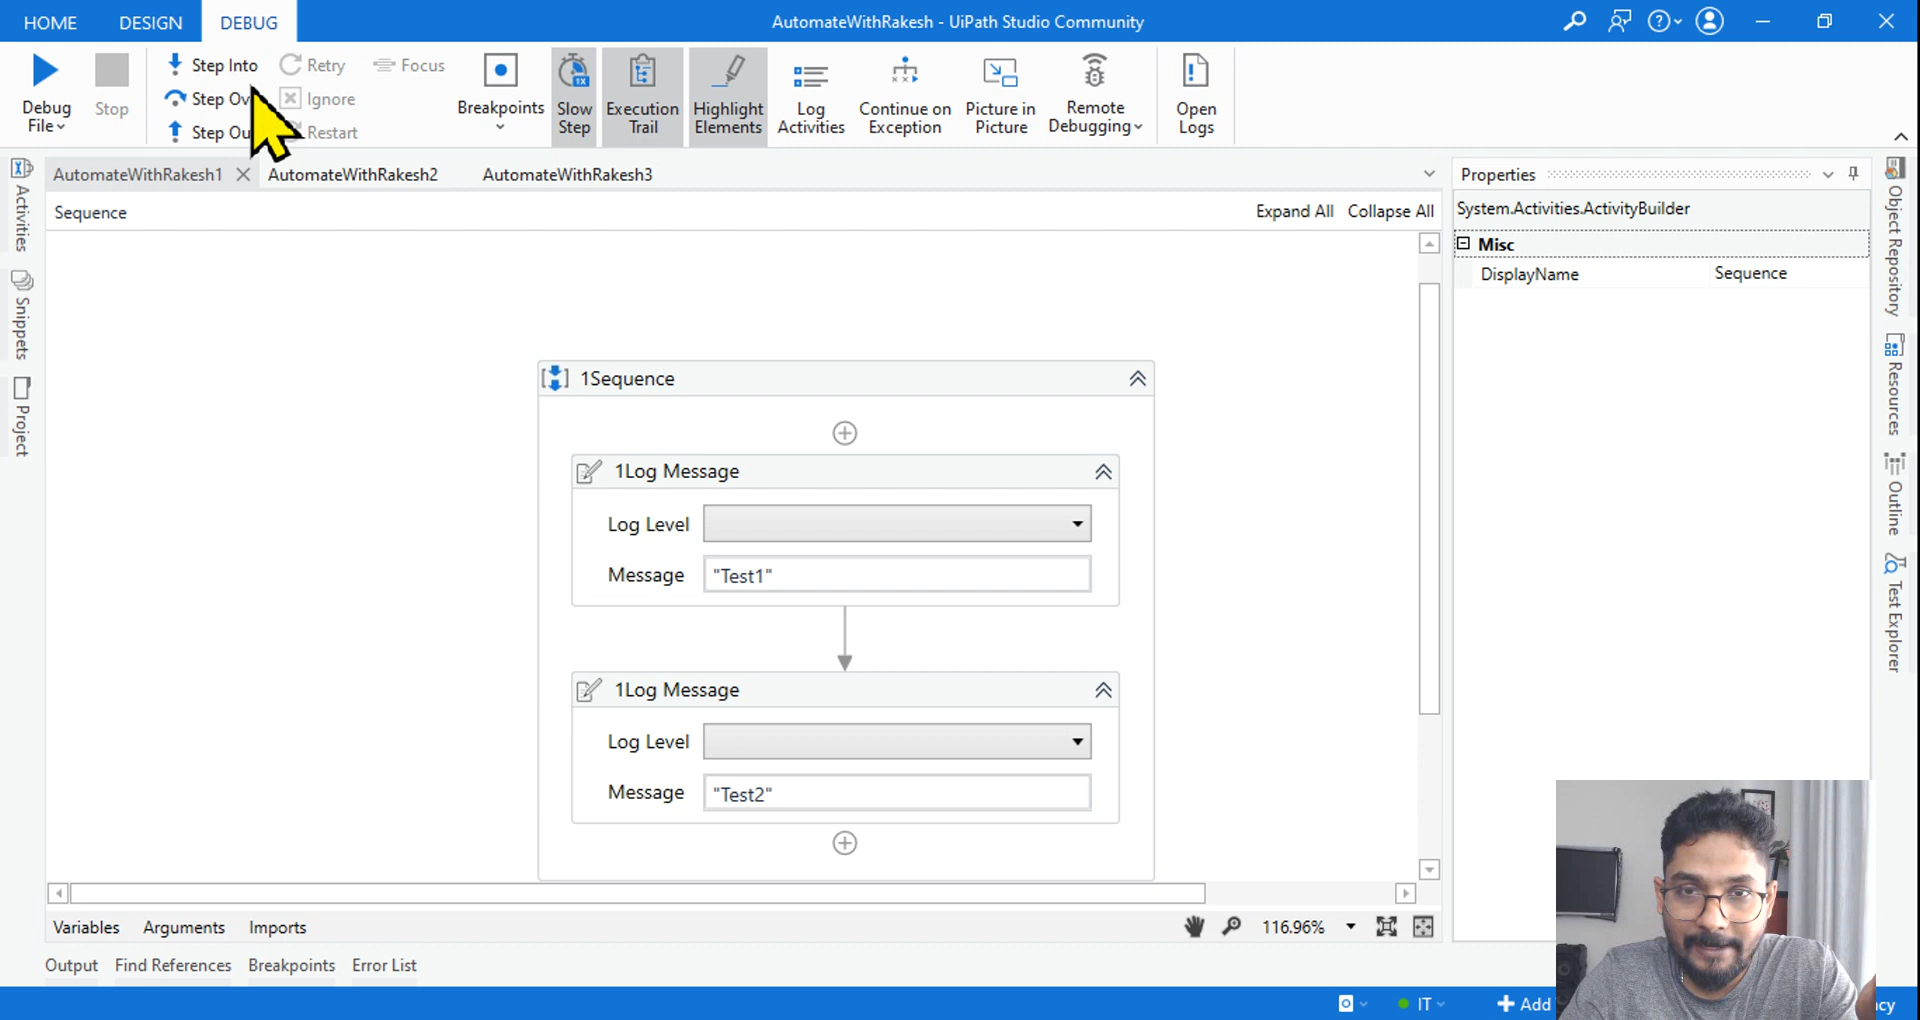 HOME DESIGN DEBUG AutomateWithRakesh - UiPath Studio Community
Debug File
Stop
Step Into
Step Ov
Step Ou
Retry
Ignore
Restart
Focus
Breakpoints
Slow Step
Execution Trail
Highlight Elements
Log Activities
Continue on Exception
Picture in Picture
Remote Debugging
Open Logs
AutomateWithRakesh1 AutomateWithRakesh2 AutomateWithRakesh3
Sequence Expand All Collapse All
Activities
Snippets
Project
1Sequence
1Log Message
Log Level
Message "Test1"
1Log Message
Log Level
Message "Test2"
Variables Arguments Imports 116.96%
Output Find References Breakpoints Error List
Properties
System.Activities.ActivityBuilder
Misc
DisplayName Sequence
Object Repository
Resources
Outline
Test Explorer
IT Add